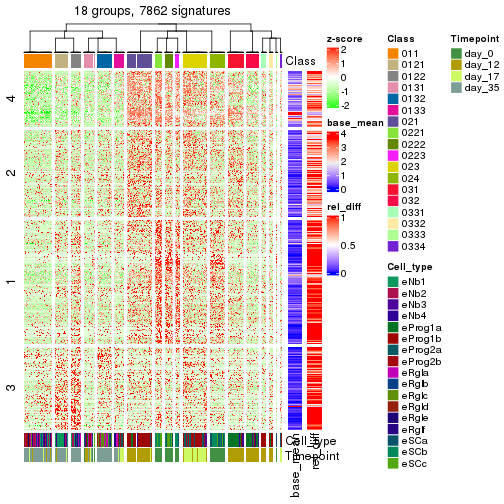 18 groups, 7862 signatures
Class
4
2
1
3
Cell_type
Timepoint
base_mean
rel_diff
z-score
2
1
0
-1
-2
base_mean
4
3
2
1
0
rel_diff
1
0.5
0
Class
011
0121
0122
0131
0132
0133
021
0221
0222
0223
023
024
031
032
0331
0332
0333
0334
Cell_type
eNb1
eNb2
eNb3
eNb4
eProg1a
eProg1b
eProg2a
eProg2b
eRgla
eRglb
eRglc
eRgld
eRgle
eRglf
eSCa
eSCb
eSCc
Timepoint
day_0
day_12
day_17
day_35